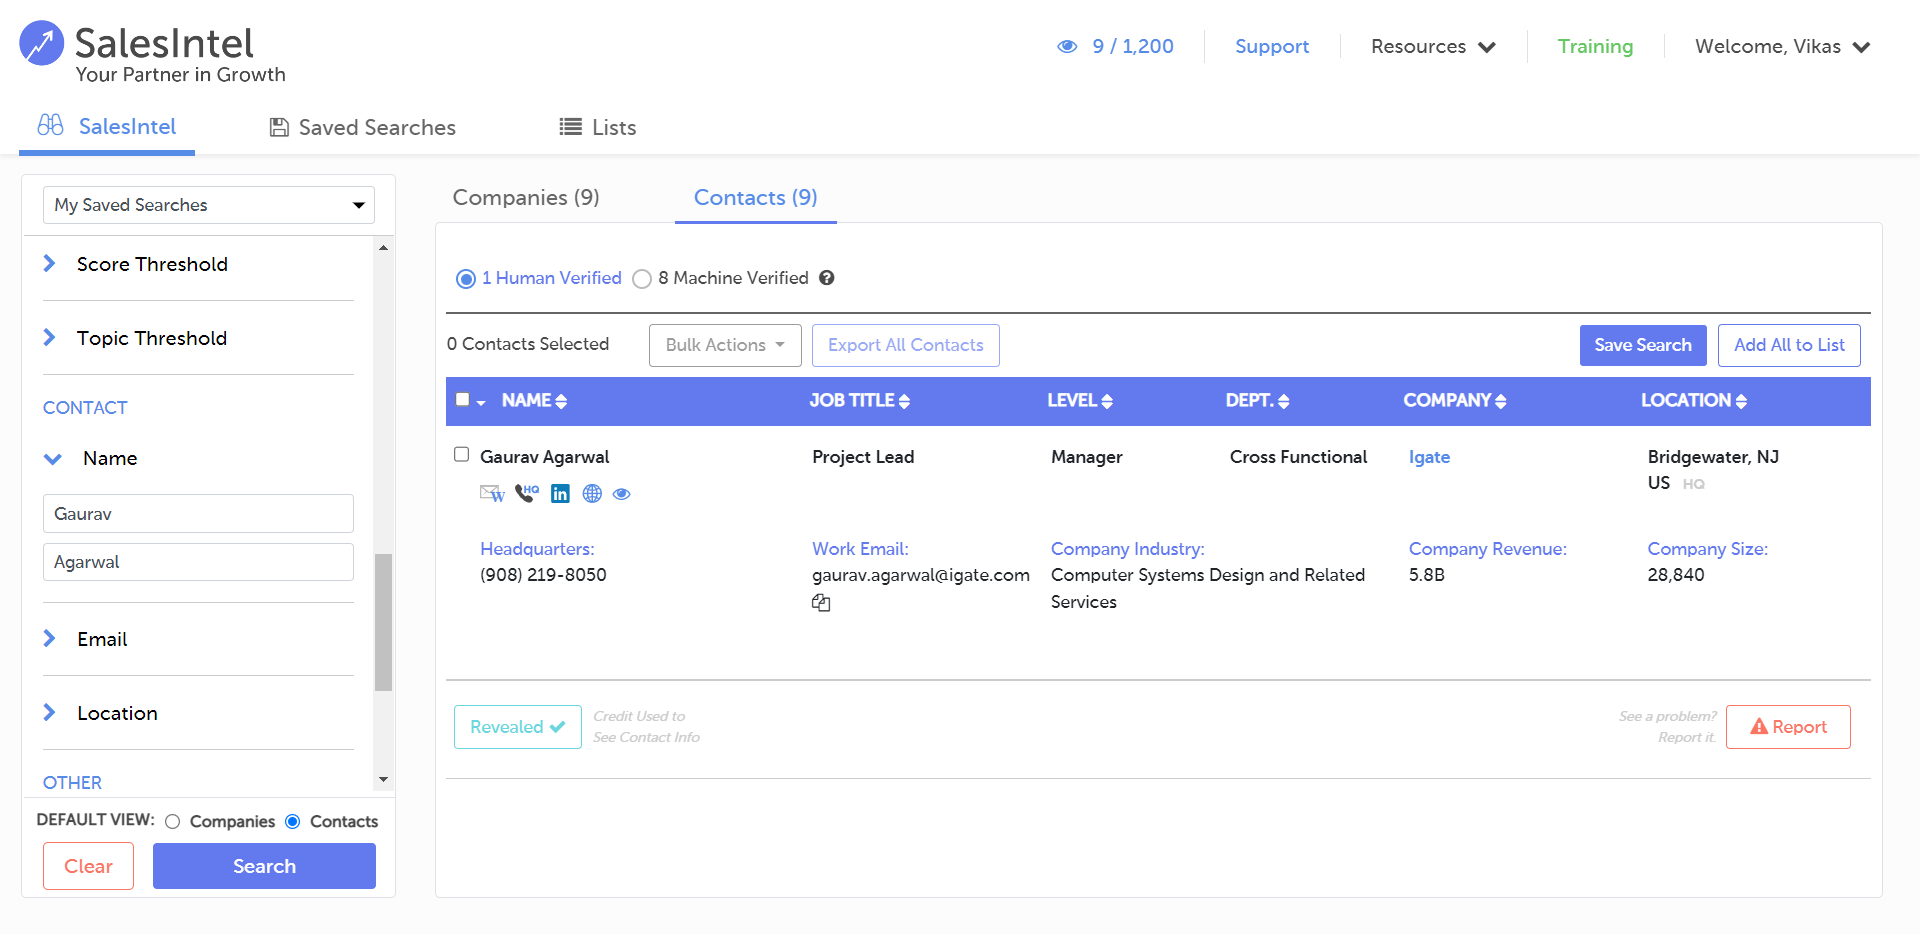 SalesIntel
Your Partner in Growth
9 / 1,200
Support
Resources
Training
Welcome, Vikas
SalesIntel
Saved Searches
Lists
My Saved Searches
Score Threshold
Topic Threshold
CONTACT
Name
Gaurav
Agarwal
Email
Location
OTHER
DEFAULT VIEW: Companies Contacts
Clear
Search
Companies (9)
Contacts (9)
1 Human Verified 8 Machine Verified ?
0 Contacts Selected
Bulk Actions
Export All Contacts
Save Search
Add All to List
NAME JOB TITLE LEVEL DEPT. COMPANY LOCATION
Gaurav Agarwal Project Lead Manager Cross Functional Igate Bridgewater, NJ
US HQ
W HQ in
Headquarters: Work Email: Company Industry: Company Revenue: Company Size:
(908) 219-8050 gaurav.agarwal@igate.com Computer Systems Design and Related 5.8B 28,840
Services
Revealed
Credit Used to
See Contact Info
See a problem?
Report it.
Report